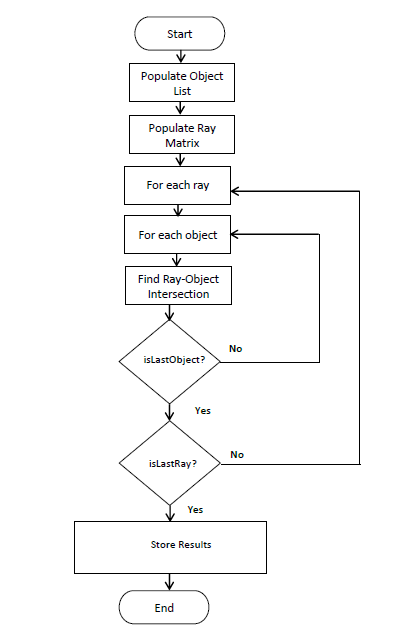 Start
Populate Object
List
Populate Ray
Matrix
For each ray
For each object
Find Ray-Object
Intersection
No
isLastObject?
Yes
No
isLastRay?
Yes
Store Results
End